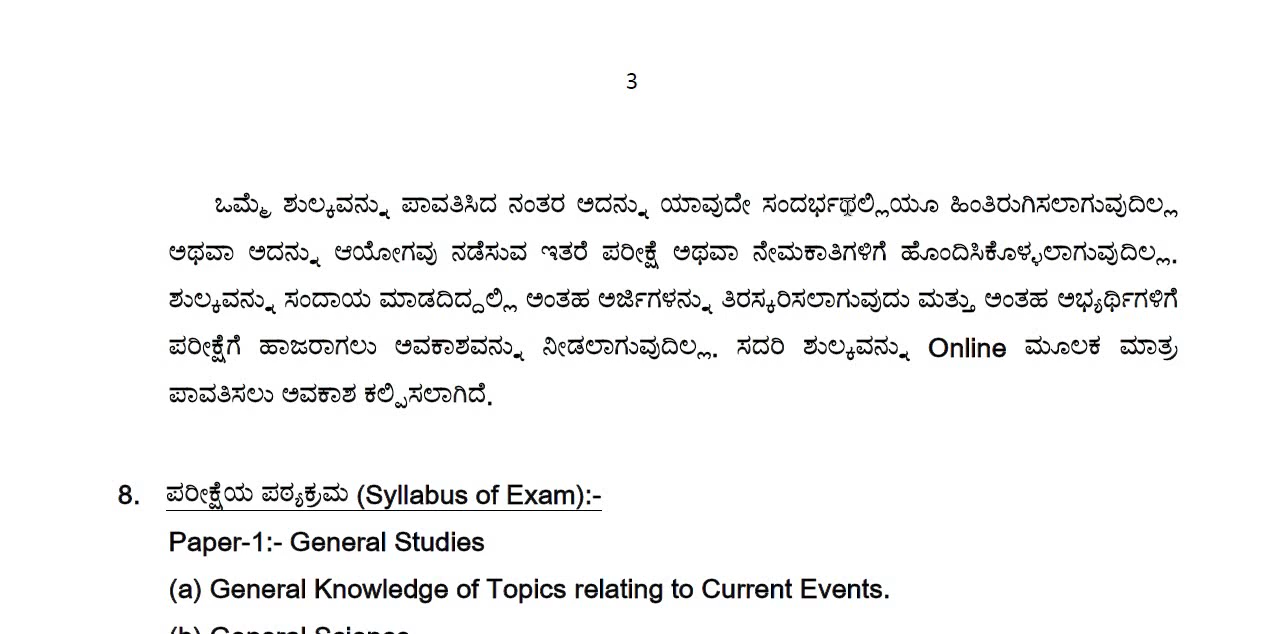 3
ಒಮ್ಮೆ ಶುಲ್ಕವನ್ನು ಪಾವತಿಸಿದ ನಂತರ ಅದನ್ನು ಯಾವುದೇ ಸಂದರ್ಭಥಲ್ಲಿಯೂ ಹಿಂತಿರುಗಿಸಲಾಗುವುದಿಲ್ಲ
ಅಥವಾ ಅದನ್ನು ಆಯೋಗವು ನಡೆಸುವ ಇತರೆ ಪರೀಕ್ಷೆ ಅಥವಾ ನೇಮಕಾತಿಗಳಿಗೆ ಹೊಂದಿಸಿಕೊಳ್ಳಲಾಗುವುದಿಲ್ಲ.
ಶುಲ್ಕವನ್ನು ಸಂದಾಯ ಮಾಡದಿದ್ದಲ್ಲಿ ಅಂತಹ ಅರ್ಜಿಗಳನ್ನು ತಿರಸ್ಕರಿಸಲಾಗುವುದು ಮತ್ತು ಅಂತಹ ಅಭ್ಯರ್ಥಿಗಳಿಗೆ
ಪರೀಕ್ಷೆಗೆ ಹಾಜರಾಗಲು ಅವಕಾಶವನ್ನು ನೀಡಲಾಗುವುದಿಲ್ಲ. ಸದರಿ ಶುಲ್ಕವನ್ನು Online ಮೂಲಕ ಮಾತ್ರ
ಪಾವತಿಸಲು ಅವಕಾಶ ಕಲ್ಪಿಸಲಾಗಿದೆ.
8. ಪರೀಕ್ಷೆಯ ಪಠ್ಯಕ್ರಮ (Syllabus of Exam):-
Paper-1:- General Studies
(a) General Knowledge of Topics relating to Current Events.
(b) General Science